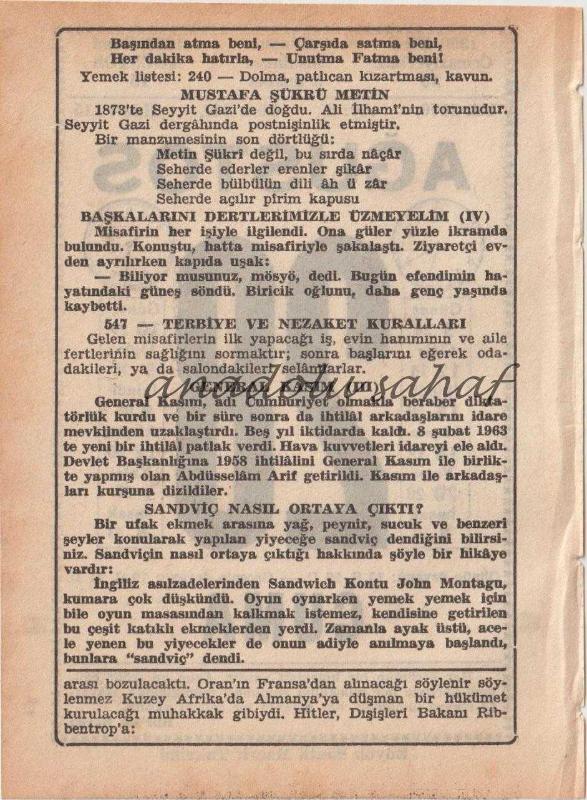 Başından atma beni, — Çarşıda satma beni,
Her dakika hatırla, — Unutma Fatma beni!
Yemek listesi: 240 — Dolma, patlıcan kızartması, kavun.
MUSTAFA ŞÜKRÜ METİN
1873'te Seyyit Gazi'de doğdu. Ali İlhamî'nin torunudur.
Seyyit Gazi dergâhında postnişinlik etmiştir.
Bir manzumesinin son dörtlüğü:
Metin Şükrî değil, bu sırda nâçâr
Seherde ederler erenler şikâr
Seherde bülbülün dili âh ü zâr
Seherde açılır pîrim kapusu
BAŞKALARINI DERTLERİMİZLE ÜZMEYELİM (IV)
Misafirin her işiyle ilgilendi. Ona güler yüzle ikramda
bulundu. Konuştu, hatta misafiriyle şakalaştı. Ziyaretçi ev-
den ayrılırken kapıda uşak:
— Biliyor musunuz, mösyö, dedi. Bugün efendimin ha-
yatındaki güneş söndü. Biricik oğlunu, daha genç yaşında
kaybetti.
547 — TERBİYE VE NEZAKET KURALLARI
Gelen misafirlerin ilk yapacağı iş, evin hanımının ve aile
fertlerinin sağlığını sormaktır; sonra başlarını eğerek oda-
dakileri, ya da salondakileri selâmlarlar.
anadolu sahaf
GENERAL KASIM (III)
General Kasım, adı Cumhuriyet olmakla beraber dikta-
törlük kurdu ve bir süre sonra da ihtilâl arkadaşlarını idare
mevkiinden uzaklaştırdı. Beş yıl iktidarda kaldı. 8 şubat 1963
te yeni bir ihtilâl patlak verdi. Hava kuvvetleri idareyi ele aldı.
Devlet Başkanlığına 1958 ihtilâlini General Kasım ile birlik-
te yapmış olan Abdüsselâm Arif getirildi. Kasım ile arkadaş-
ları kurşuna dizildiler.
SANDVİÇ NASIL ORTAYA ÇIKTI?
Bir ufak ekmek arasına yağ, peynir, sucuk ve benzeri
şeyler konularak yapılan yiyeceğe sandviç dendiğini bilirsi-
niz. Sandviçin nasıl ortaya çıktığı hakkında şöyle bir hikâye
vardır:
İngiliz asılzadelerinden Sandwich Kontu John Montagu,
kumara çok düşkündü. Oyun oynarken yemek yemek için
bile oyun masasından kalkmak istemez, kendisine getirilen
bu çeşit katıklı ekmeklerden yerdi. Zamanla ayak üstü, ace-
le yenen bu yiyecekler de onun adiyle anılmaya başlandı,
bunlara "sandviç" dendi.
arası bozulacaktı. Oran'ın Fransa'dan alınacağı söylenir söy-
lenmez Kuzey Afrika'da Almanya'ya düşman bir hükümet
kurulacağı muhakkak gibiydi. Hitler, Dışişleri Bakanı Rib-
bentrop'a: